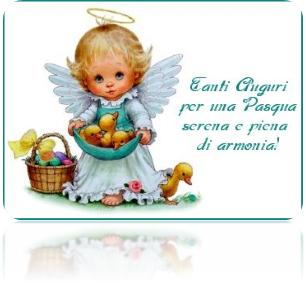 Tanti Auguri
per una Pasqua
serena e piena
di armonia!